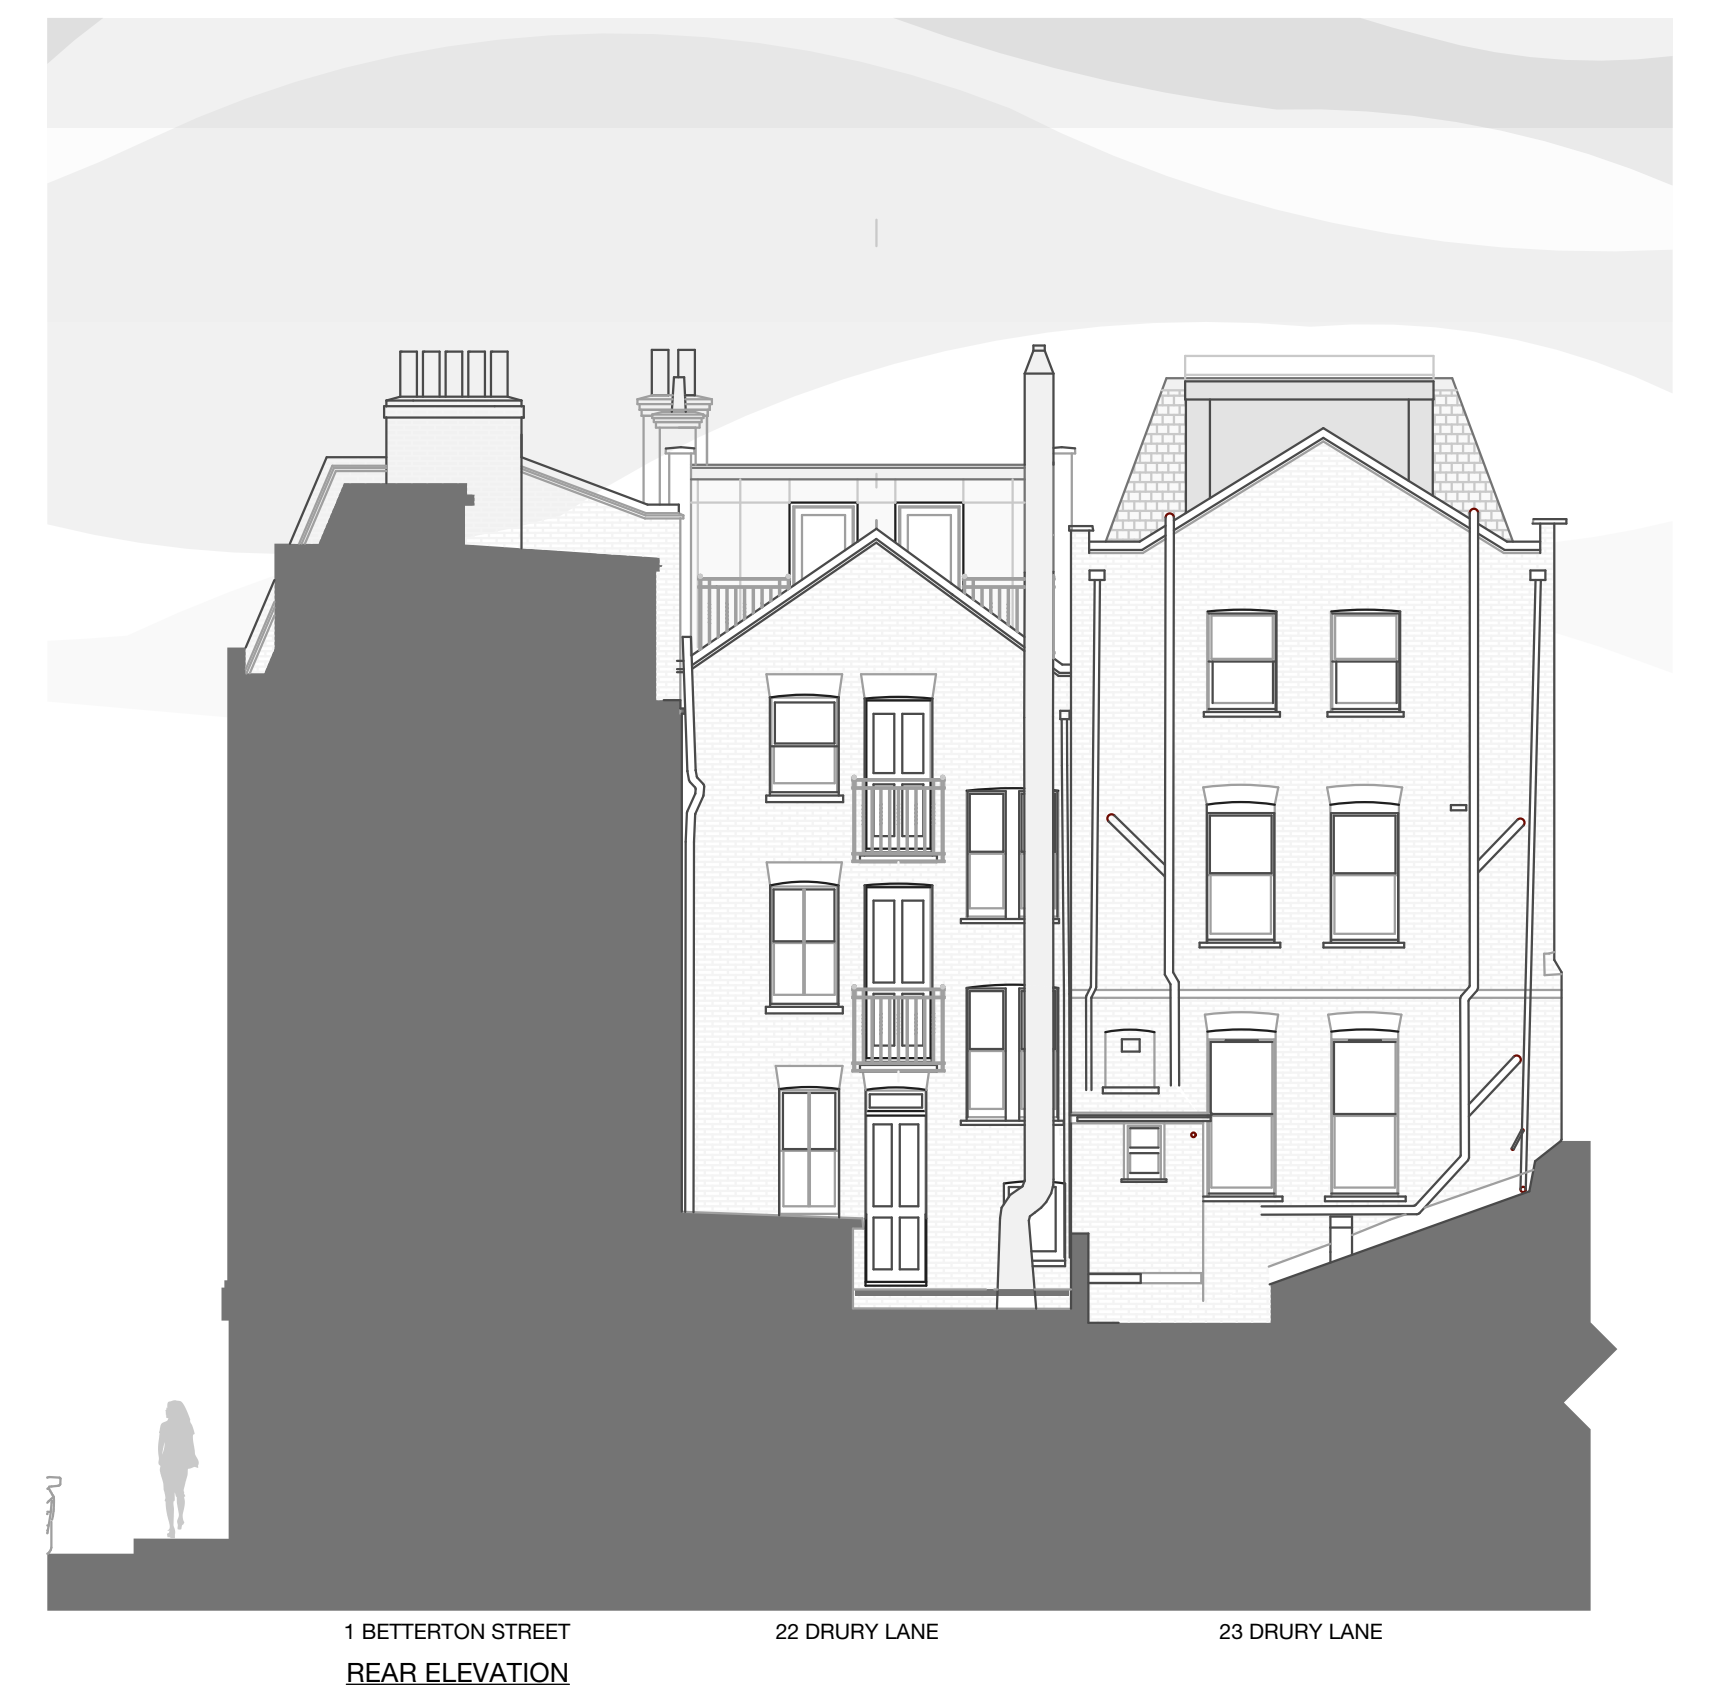 1 BETTERTON STREET
22 DRURY LANE
23 DRURY LANE
REAR ELEVATION